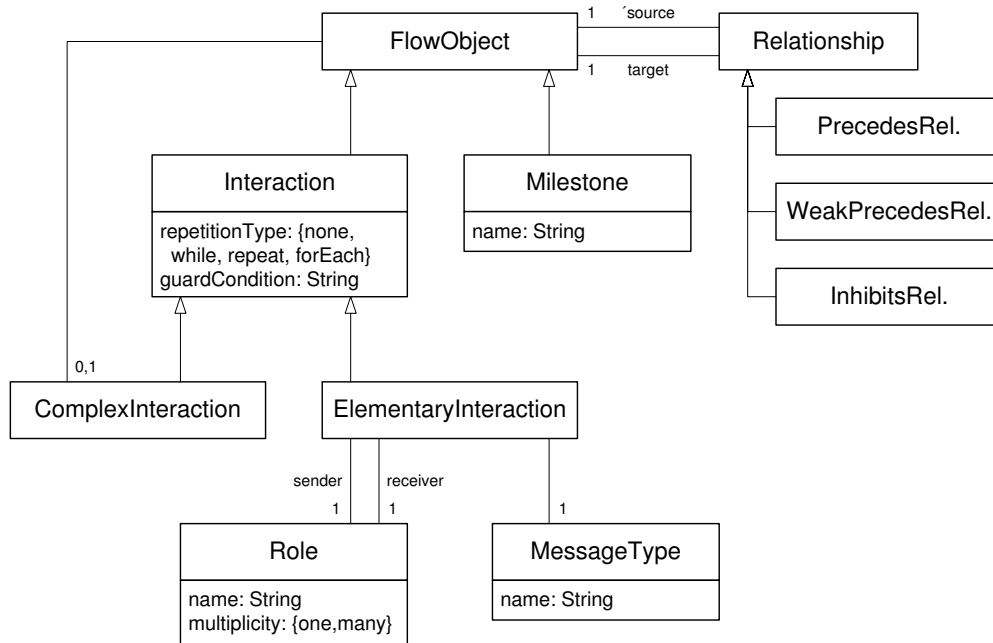 1 ´source
FlowObject
Relationship
1 target
PrecedesRel.
Interaction
Milestone
WeakPrecedesRel.
repetitionType: {none,
while, repeat, forEach}
guardCondition: String
name: String
InhibitsRel.
0,1
ComplexInteraction
ElementaryInteraction
sender
receiver
1
1
1
Role
MessageType
name: String
multiplicity: {one,many}
name: String